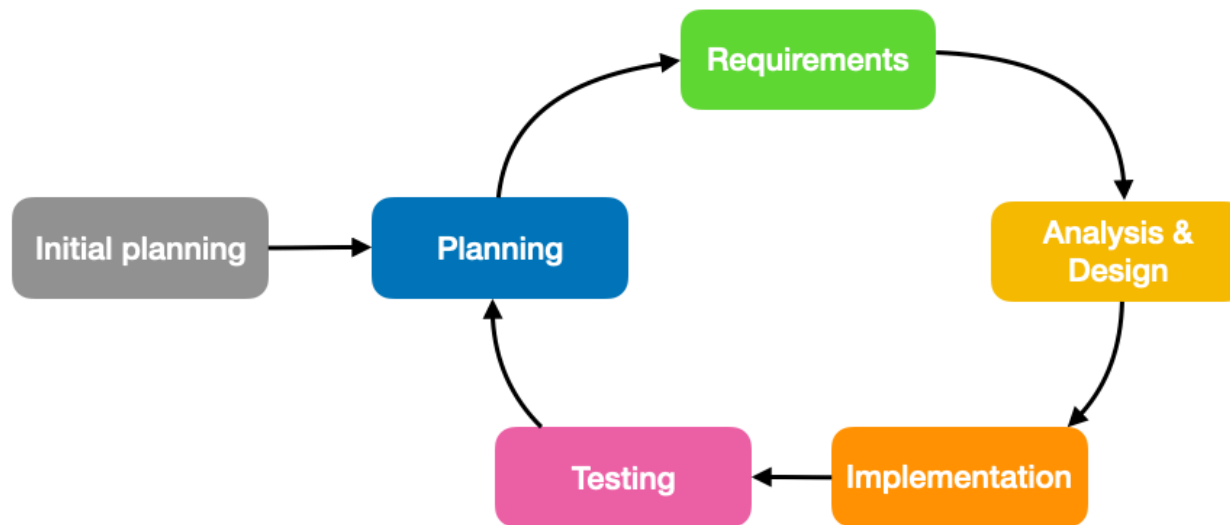 Requirements
Initial planning
Planning
Analysis &
Design
Testing
Implementation